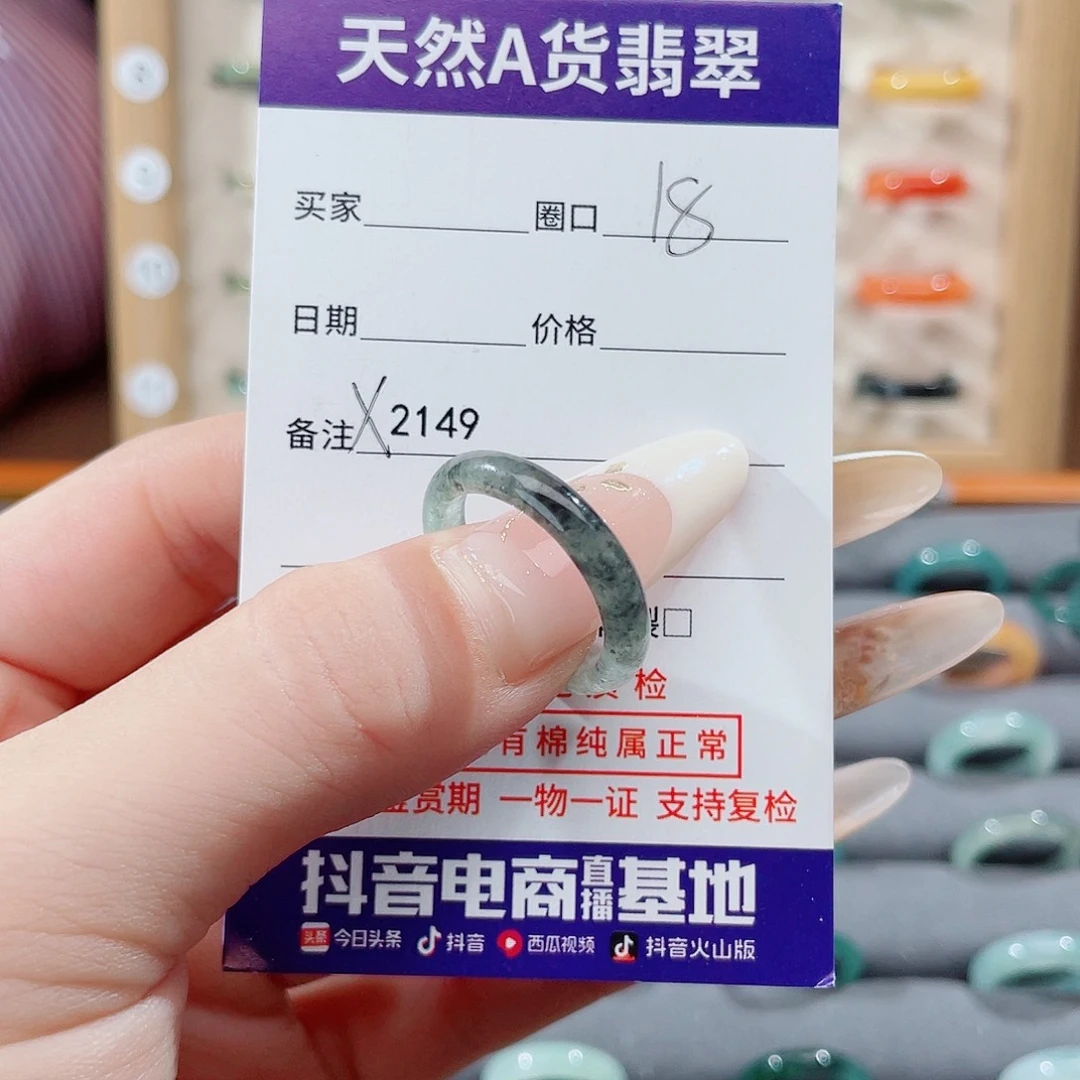 天然A货翡翠
买家 圈口 18
日期 价格
备注 X2149
质检
有棉纯属正常
鉴赏期 一物一证 支持复检
抖音电商直播基地
今日头条 抖音 西瓜视频 抖音火山版